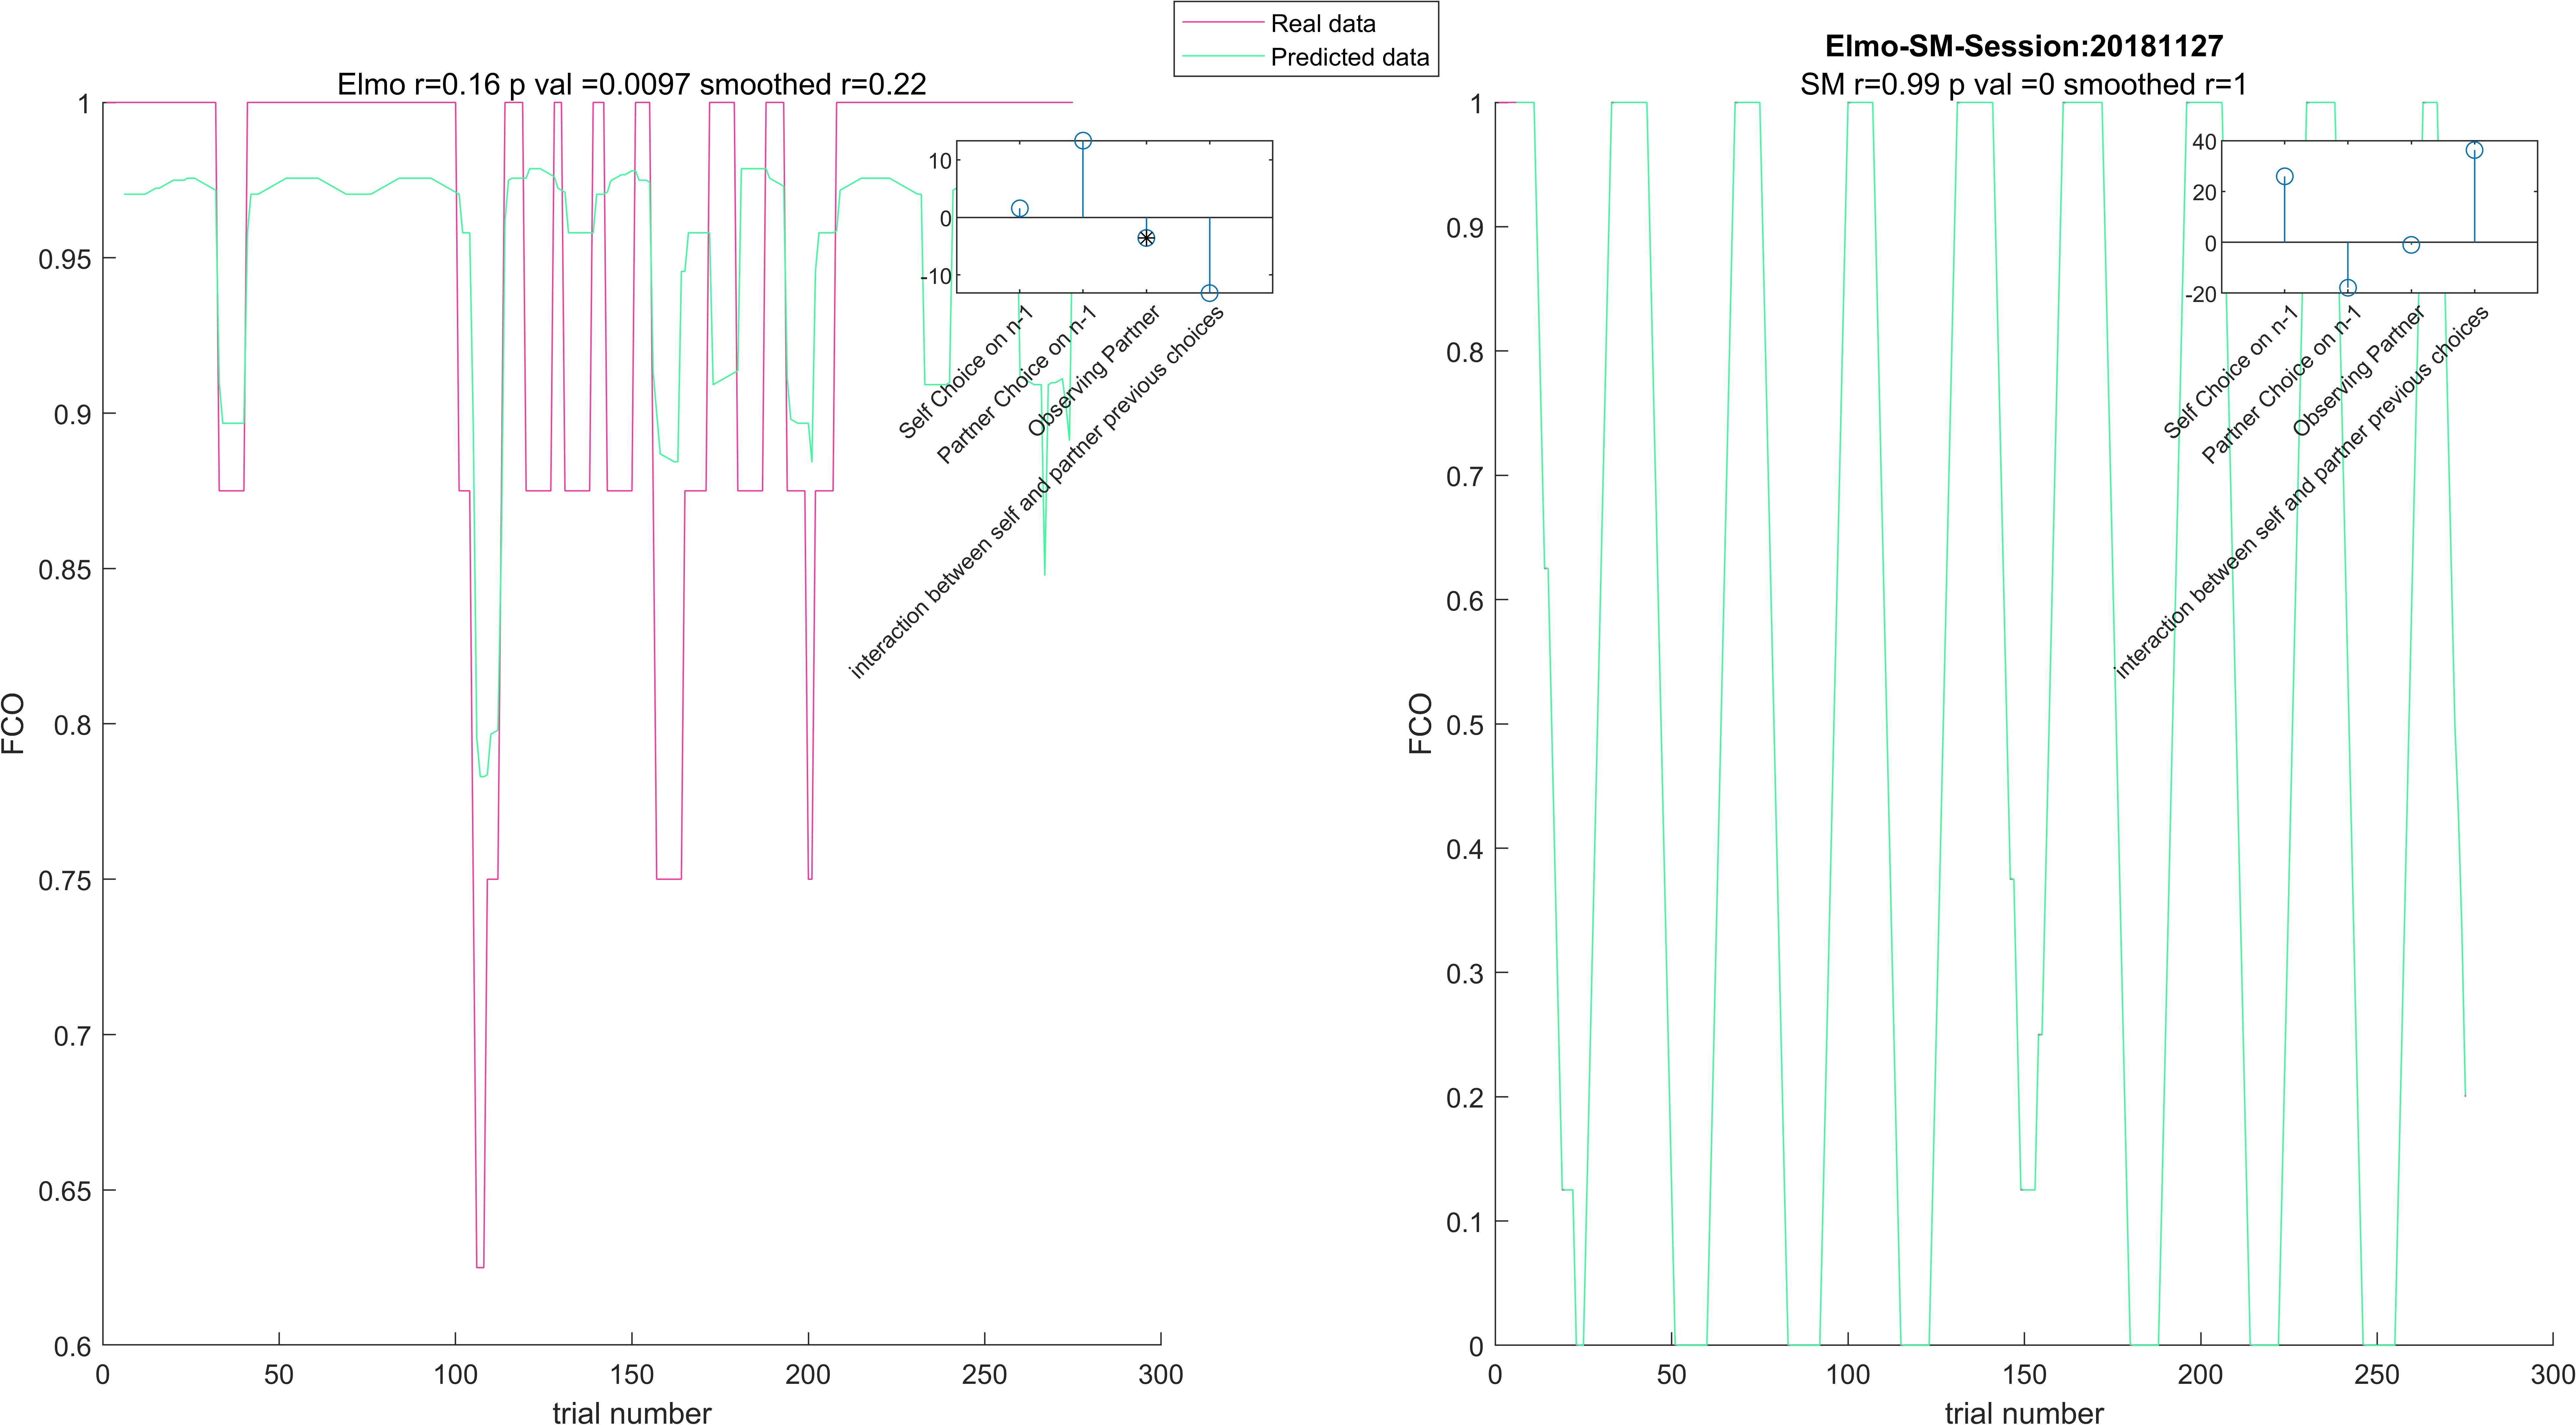 Real data
Predicted data
Elmo-SM-Session:20181127
Elmo r=0.16 p val =0.0097 smoothed r=0.22
SM r=0.99 p val =0 smoothed r=1
1
0.95
0.9
0.85
0.8
0.75
0.7
0.65
0.6
FCO
0
50
100
150
200
250
300
trial number
10
0
-10
Self Choice on n-1
Partner Choice on n-1
Observing Partner
interaction between self and partner previous choices
1
0.9
0.8
0.7
0.6
0.5
0.4
0.3
0.2
0.1
0
FCO
0
50
100
150
200
250
300
trial number
40
20
0
-20
Self Choice on n-1
Partner Choice on n-1
Observing Partner
interaction between self and partner previous choices